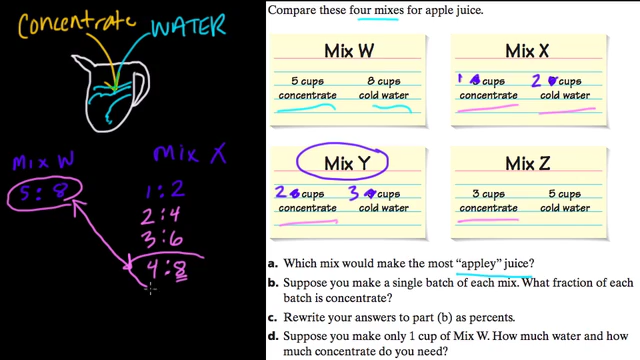 Concentrate
WATER
Mix W
5 : 8
Mix X
1 : 2
2 : 4
3 : 6
4 : 8
Compare these four mixes for apple juice.
Mix W
5 cups 8 cups
concentrate cold water
Mix X
1 cups 2 cups
concentrate cold water
Mix Y
2 cups 3 cups
concentrate cold water
Mix Z
3 cups 5 cups
concentrate cold water
a. Which mix would make the most “appley” juice?
b. Suppose you make a single batch of each mix. What fraction of each
batch is concentrate?
c. Rewrite your answers to part (b) as percents.
d. Suppose you make only 1 cup of Mix W. How much water and how
much concentrate do you need?